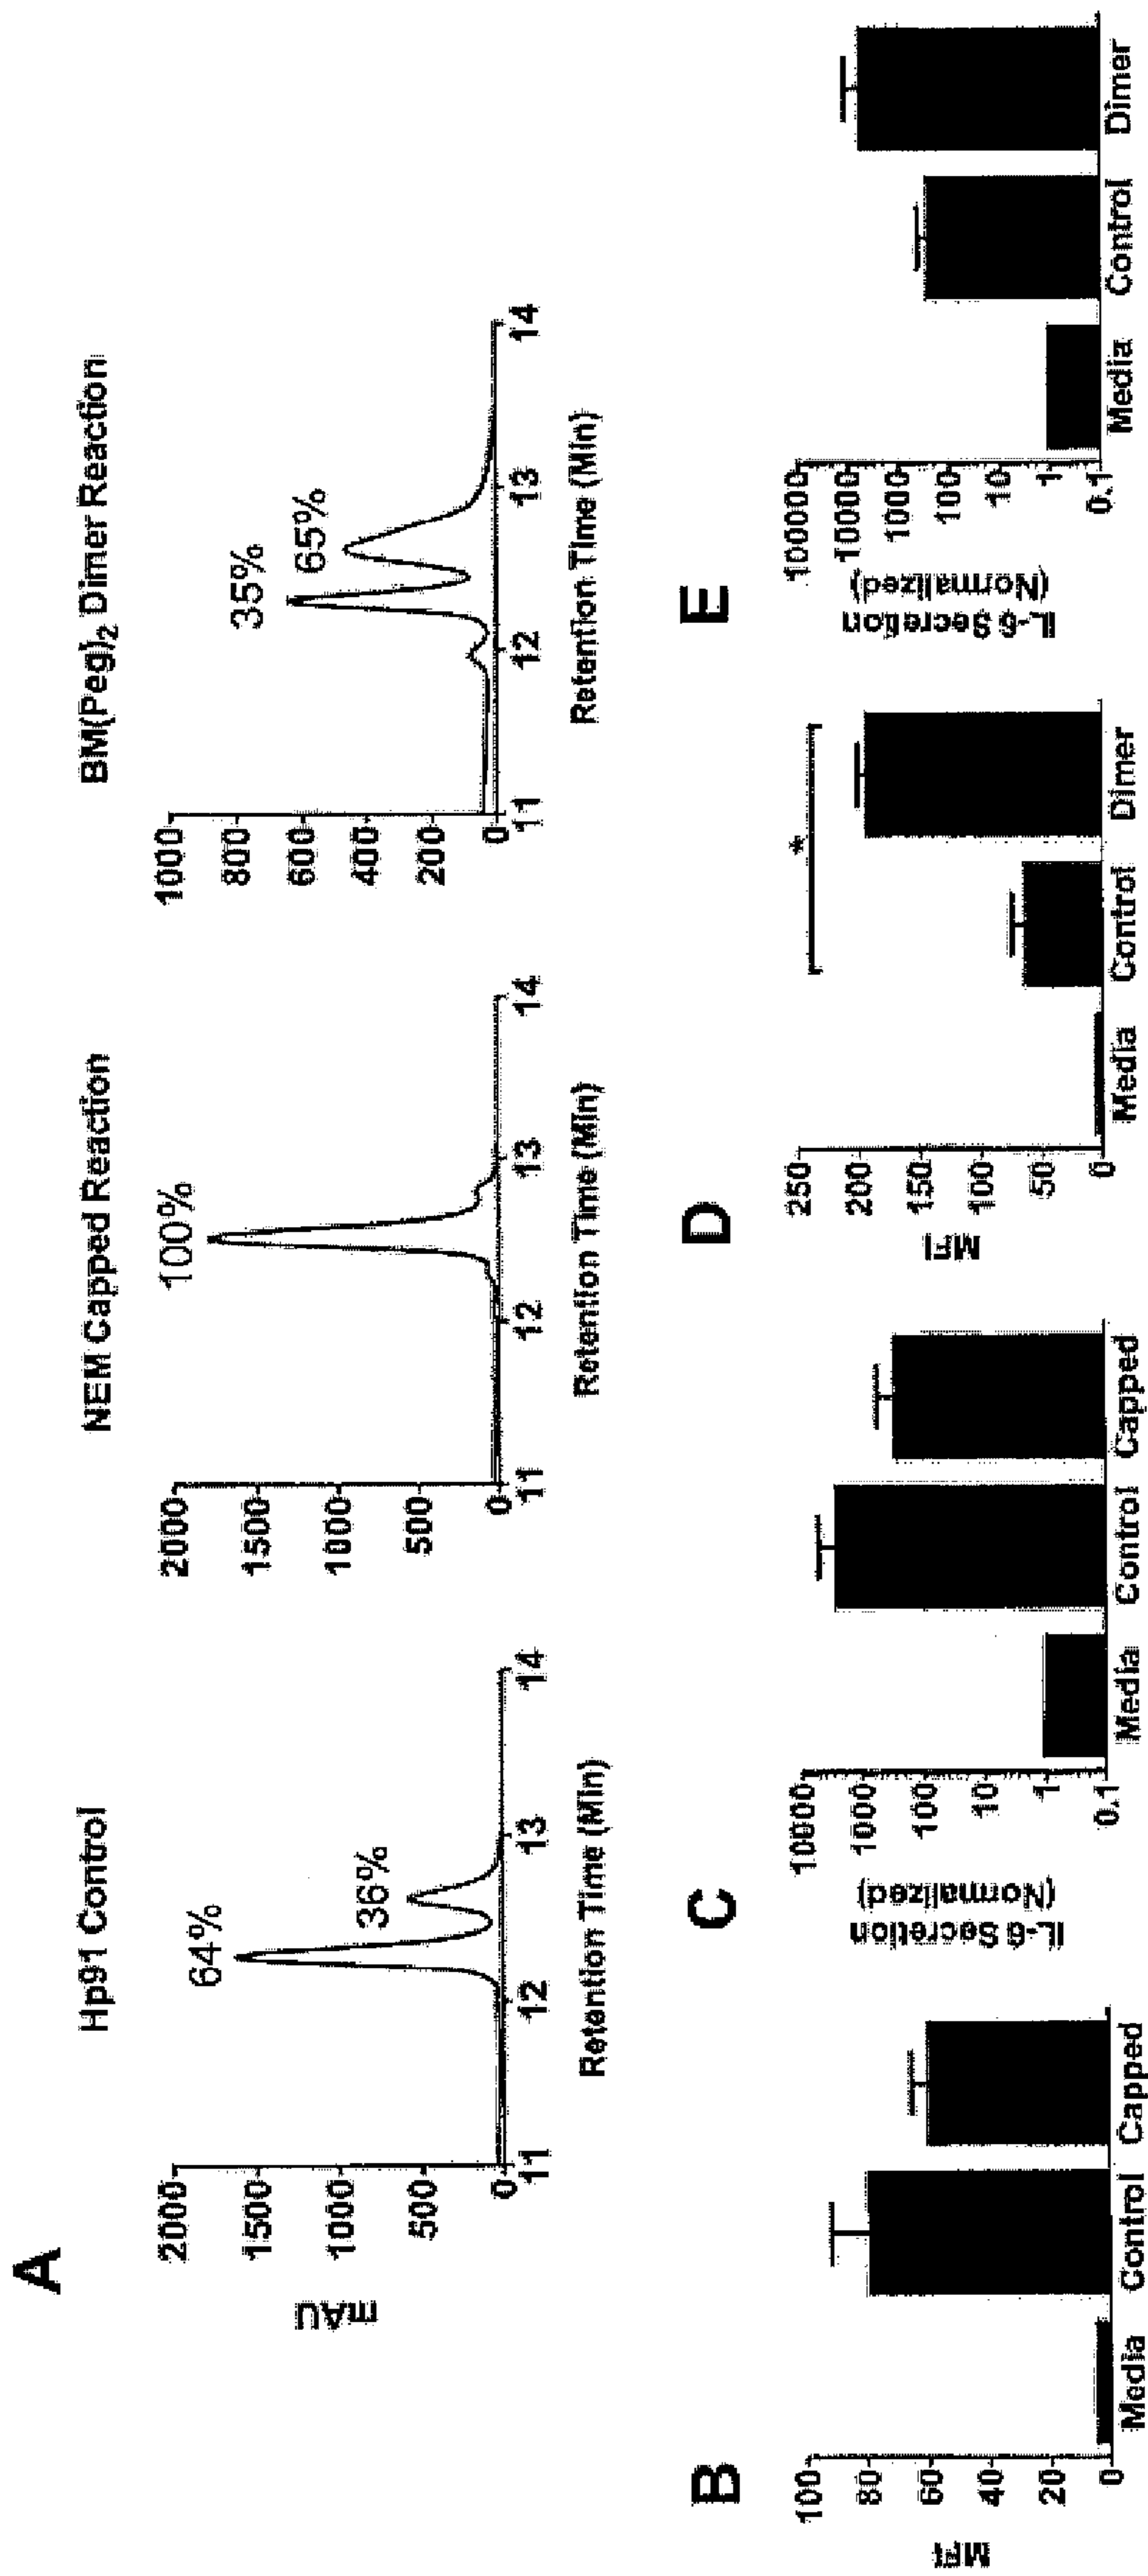 A
Hp91 Control
NEM Capped Reaction
BM(Peg)₂ Dimer Reaction
mAU
2000
1500
1000
500
0
64%
36%
11
12
13
14
Retention Time (Min)
2000
1500
1000
500
0
100%
11
12
13
14
Retention Time (Min)
1000
800
600
400
200
0
35%
65%
11
12
13
14
Retention Time (Min)
B
MFI
100
80
60
40
20
0
Media
Control
Capped
C
IL-6 Secretion
(Normalized)
10000
1000
100
10
1
0.1
Media
Control
Capped
D
MFI
250
200
150
100
50
0
*
Media
Control
Dimer
E
IL-6 Secretion
(Normalized)
100000
10000
1000
100
10
1
0.1
Media
Control
Dimer